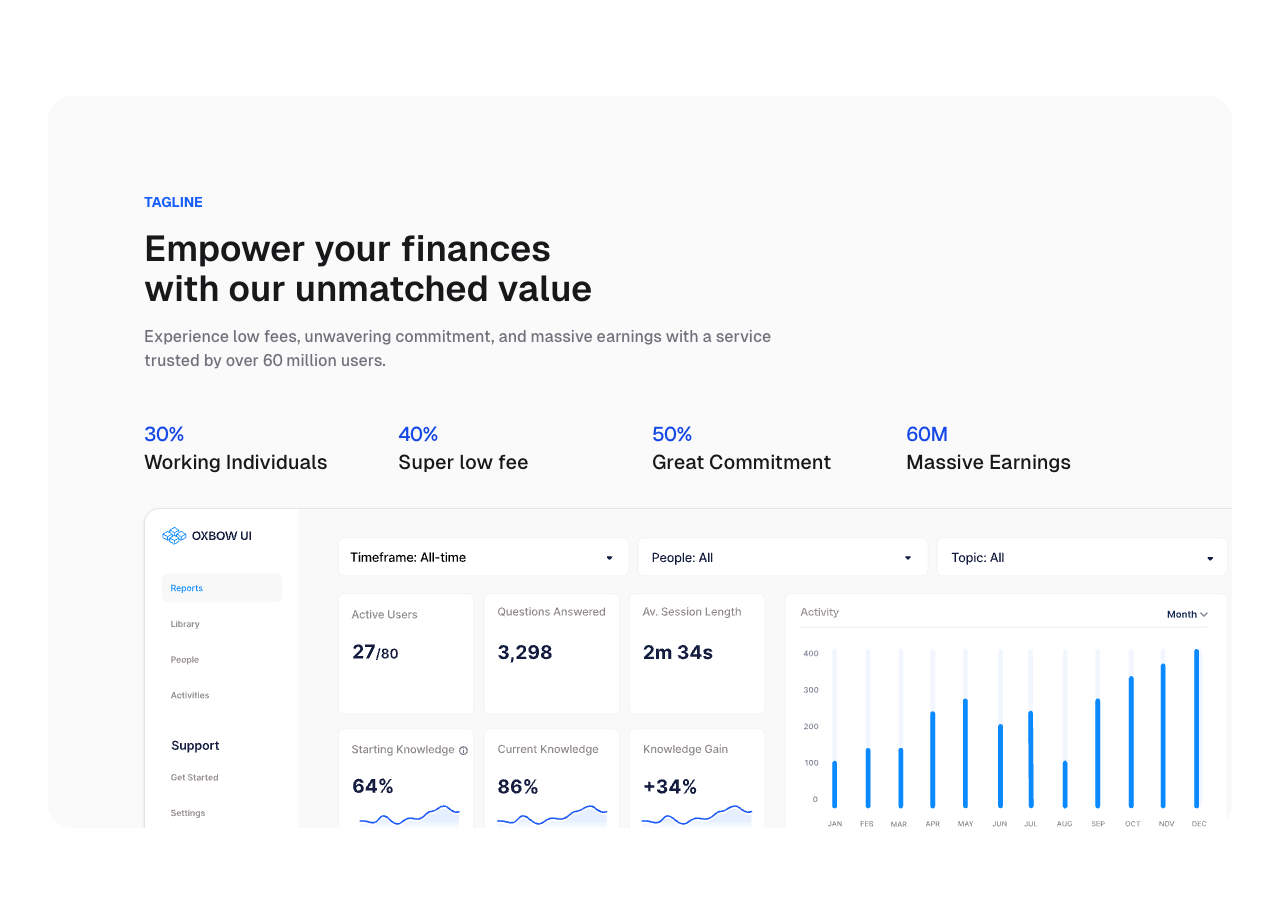 TAGLINE
Empower your finances
with our unmatched value
Experience low fees, unwavering commitment, and massive earnings with a service
trusted by over 60 million users.
30%
Working Individuals
40%
Super low fee
50%
Great Commitment
60M
Massive Earnings
OXBOW UI
Reports
Library
People
Activities
Support
Get Started
Settings
Timeframe: All-time
People: All
Topic: All
Active Users
27/80
Questions Answered
3,298
Av. Session Length
2m 34s
Starting Knowledge
64%
Current Knowledge
86%
Knowledge Gain
+34%
Activity
Month
400
300
200
100
0
JAN FEB MAR APR MAY JUN JUL AUG SEP OCT NOV DEC